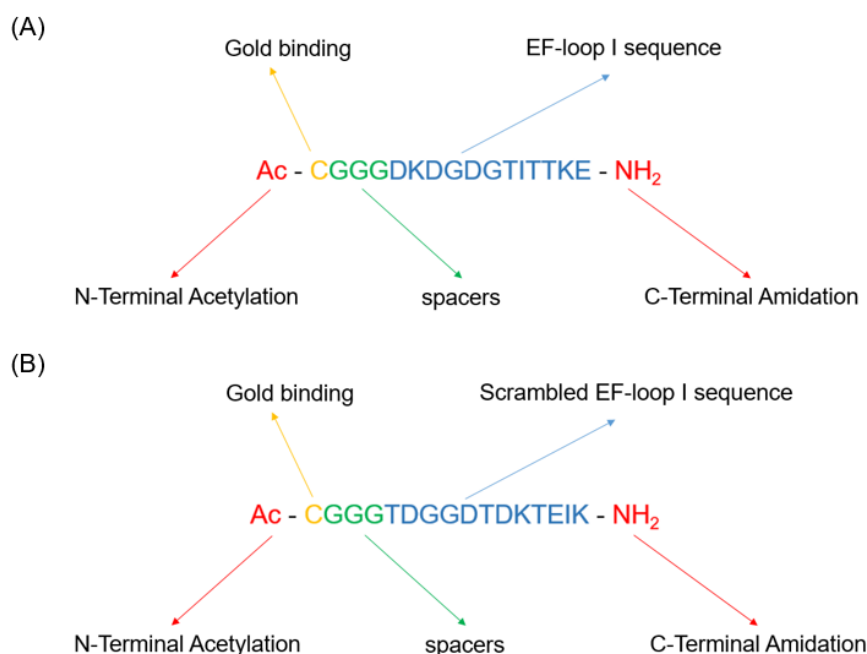 (A)
Gold binding EF-loop I sequence
Ac - CGGGDKDGDGTITTKE - NH₂
N-Terminal Acetylation spacers C-Terminal Amidation
(B)
Gold binding Scrambled EF-loop I sequence
Ac - CGGGTDGGDTDKTEIK - NH₂
N-Terminal Acetylation spacers C-Terminal Amidation